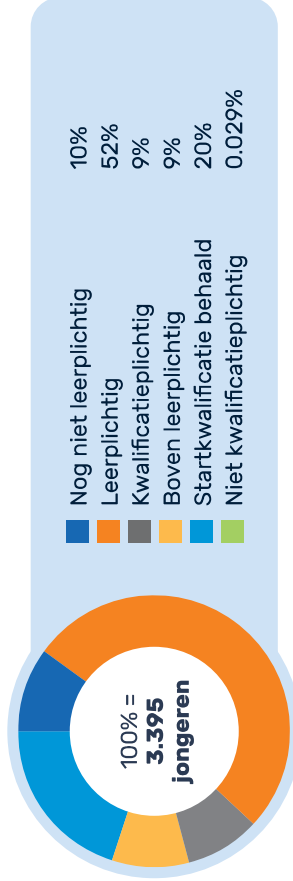 100% =
3.395
jongeren
Nog niet leerplichtig 10%
Leerplichtig 52%
Kwalificatieplichtig 9%
Boven leerplichtig 9%
Startkwalificatie behaald 20%
Niet kwalificatieplichtig 0.029%